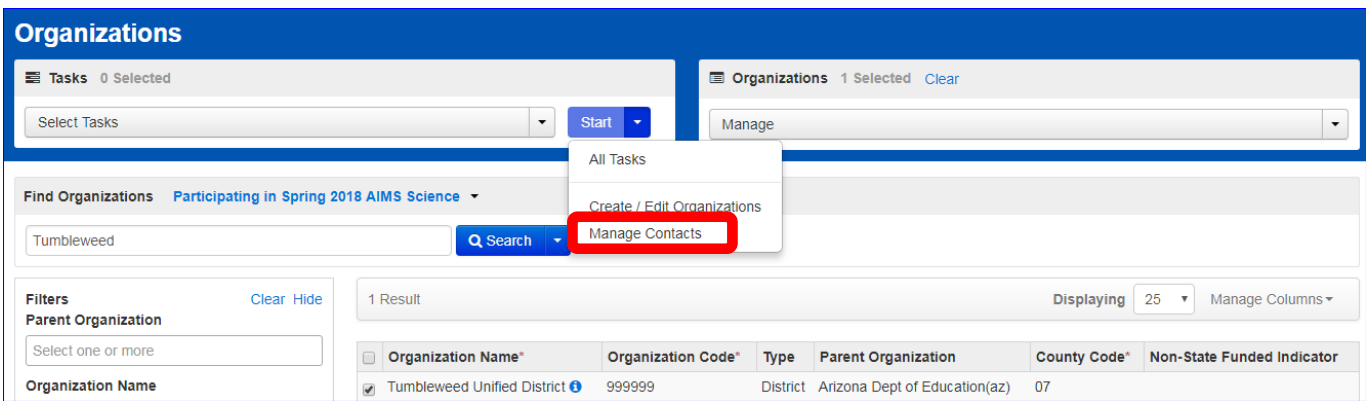 Organizations
Tasks 0 Selected
Organizations 1 Selected Clear
Select Tasks
Start
Manage
All Tasks
Create / Edit Organizations
Manage Contacts
Find Organizations Participating in Spring 2018 AIMS Science
Tumbleweed
Search
Filters Clear Hide
Parent Organization
Select one or more
Organization Name
1 Result Displaying 25 Manage Columns
Organization Name* Organization Code* Type Parent Organization County Code* Non-State Funded Indicator
Tumbleweed Unified District 999999 District Arizona Dept of Education(az) 07